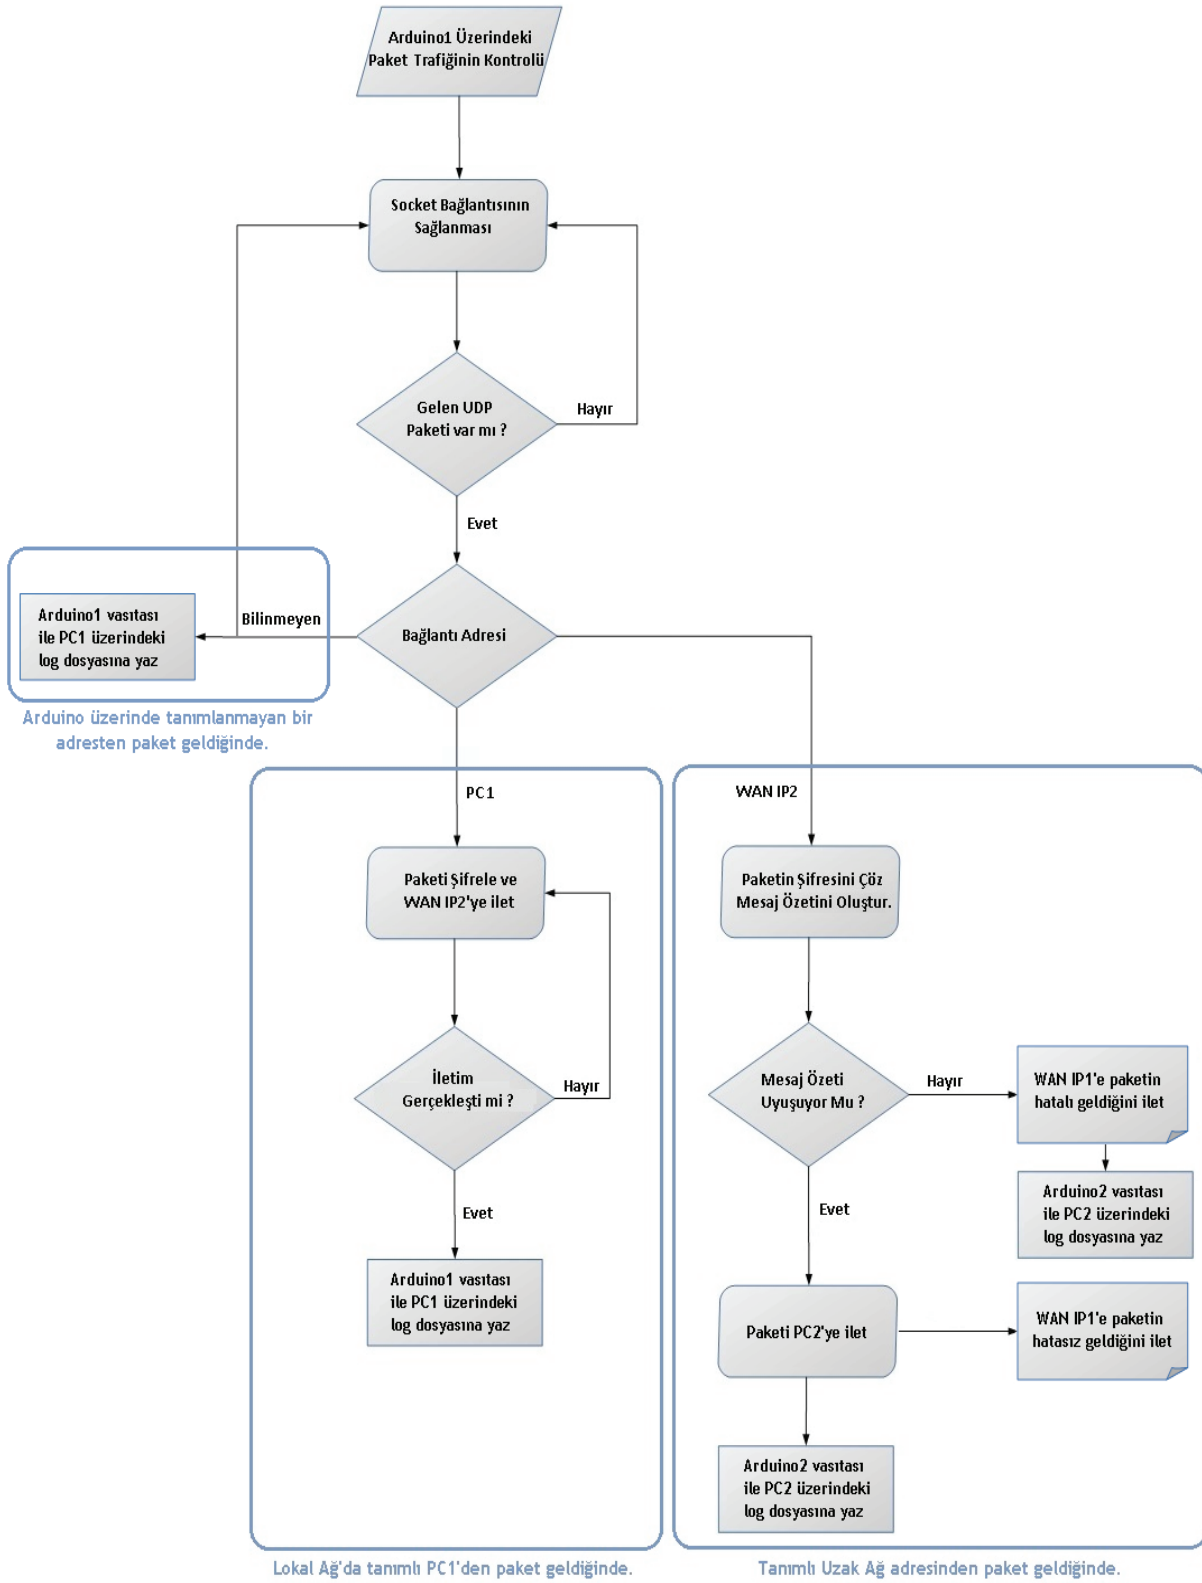 Arduino1 Üzerindeki
Paket Trafiğinin Kontrolü
Socket Bağlantısının
Sağlanması
Gelen UDP
Paketi var mı ?
Hayır
Evet
Bağlantı Adresi
Bilinmeyen
Arduino1 vasıtası
ile PC1 üzerindeki
log dosyasına yaz
Arduino üzerinde tanımlanmayan bir
adresten paket geldiğinde.
PC1
Paketi Şifrele ve
WAN IP2'ye ilet
İletim
Gerçekleşti mi ?
Hayır
Evet
Arduino1 vasıtası
ile PC1 üzerindeki
log dosyasına yaz
Lokal Ağ'da tanımlı PC1'den paket geldiğinde.
WAN IP2
Paketin Şifresini Çöz
Mesaj Özetini Oluştur.
Mesaj Özeti
Uyuşuyor Mu ?
Hayır
WAN IP1'e paketin
hatalı geldiğini ilet
Arduino2 vasıtası
ile PC2 üzerindeki
log dosyasına yaz
Evet
Paketi PC2'ye ilet
WAN IP1'e paketin
hatasız geldiğini ilet
Arduino2 vasıtası
ile PC2 üzerindeki
log dosyasına yaz
Tanımlı Uzak Ağ adresinden paket geldiğinde.